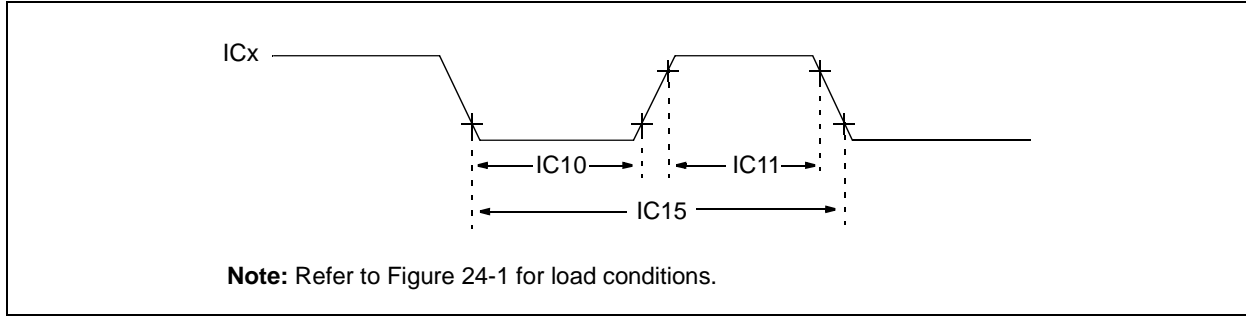 ICx
IC10
IC11
IC15
Note: Refer to Figure 24-1 for load conditions.